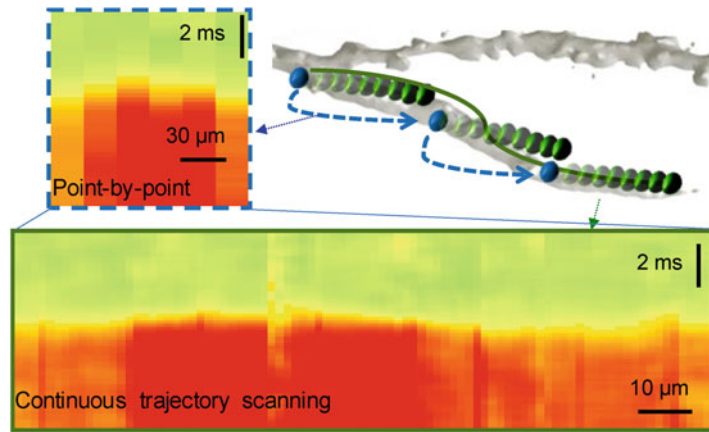 2 ms
30 µm
Point-by-point
2 ms
10 µm
Continuous trajectory scanning